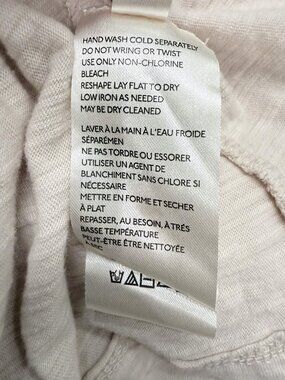 HAND WASH COLD SEPARATELY
DO NOT WRING OR TWIST
USE ONLY NON-CHLORINE
BLEACH
RESHAPE LAY FLAT TO DRY
LOW IRON AS NEEDED
MAY BE DRY CLEANED
LAVER À LA MAIN À L'EAU FROIDE
SÉPARÉMEN
NE PAS TORDRE OU ESSORER
UTILISER UN AGENT DE
BLANCHIMENT SANS CHLORE SI
NÉCESSAIRE
METTRE EN FORME ET SECHER
À PLAT
REPASSER, AU BESOIN, À TRÈS
BASSE TEMPÉRATURE
PEUT-ÊTRE ÊTRE NETTOYÉE
SEC